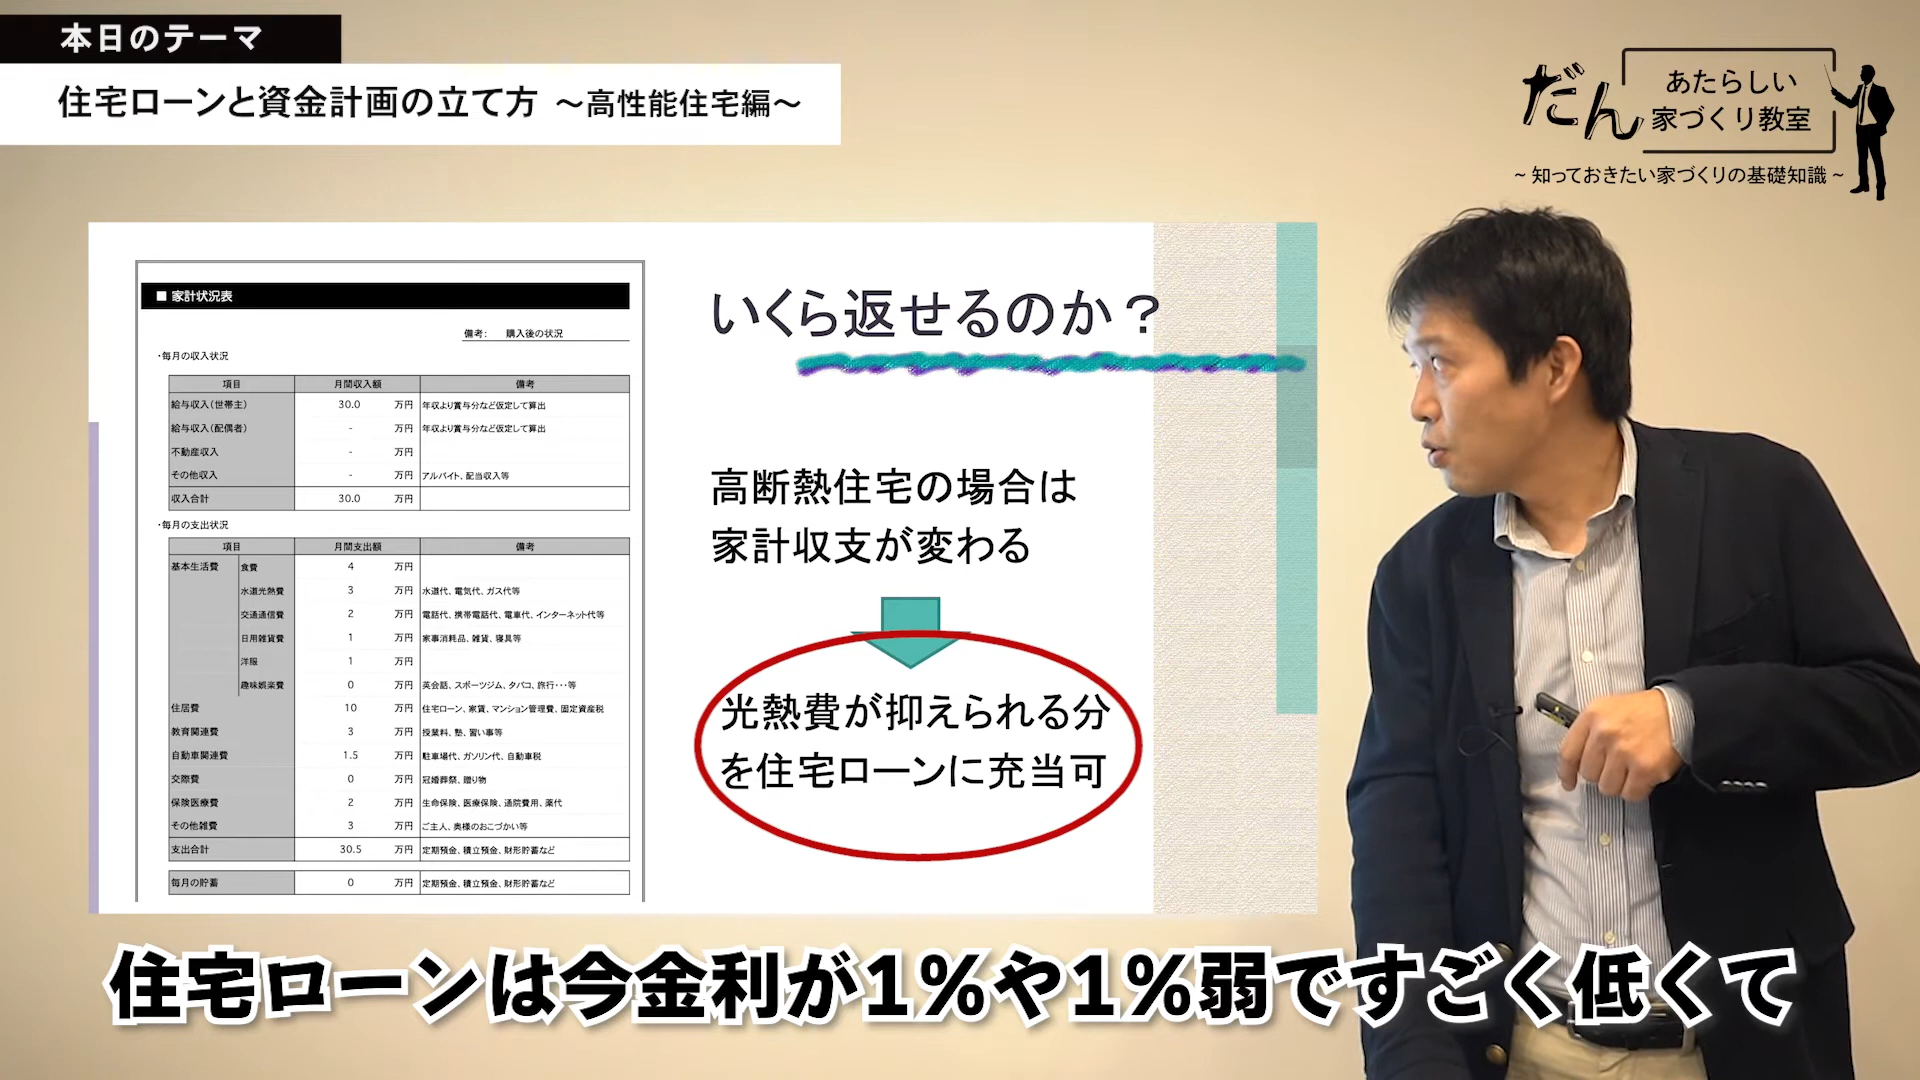 本日のテーマ
住宅ローンと資金計画の立て方 ～高性能住宅編～
だん
あたらしい
家づくり教室
~ 知っておきたい家づくりの基礎知識 ~
■ 家計状況表
備考： 購入後の状況
・毎月の収入状況
項目 月間収入額 備考
給与収入（世帯主） 30.0 万円 年収より賞与分など仮定して算出
給与収入（配偶者） - 万円 年収より賞与分など仮定して算出
不動産収入 - 万円
その他収入 - 万円 アルバイト、配当収入等
収入合計 30.0 万円
・毎月の支出状況
項目 月間支出額 備考
基本生活費 食費 4 万円
水道光熱費 3 万円 水道代、電気代、ガス代等
交通通信費 2 万円 電話代、携帯電話代、電車代、インターネット代等
日用雑貨費 1 万円 家事消耗品、雑貨、寝具等
洋服 1 万円
趣味娯楽費 0 万円 英会話、スポーツジム、タバコ、旅行・・・等
住居費 10 万円 住宅ローン、家賃、マンション管理費、固定資産税
教育関連費 3 万円 授業料、塾、習い事等
自動車関連費 1.5 万円 駐車場代、ガソリン代、自動車税
交際費 0 万円 冠婚葬祭、贈り物
保険医療費 2 万円 生命保険、医療保険、通院費用、薬代
その他雑費 3 万円 ご主人、奥様のおこづかい等
支出合計 30.5 万円 定期預金、積立預金、財形貯蓄など
毎月の貯蓄 0 万円 定期預金、積立預金、財形貯蓄など
いくら返せるのか？
高断熱住宅の場合は
家計収支が変わる
光熱費が抑えられる分
を住宅ローンに充当可
住宅ローンは今金利が1%や1%弱ですごく低くて